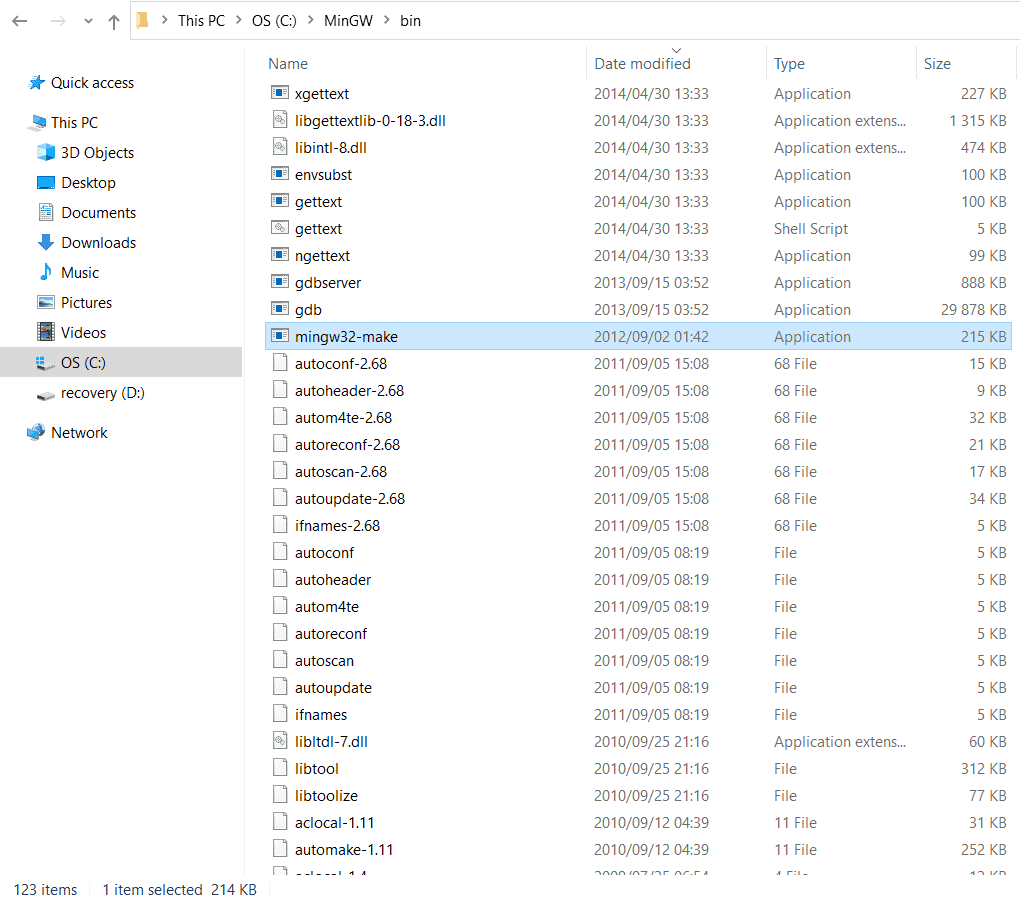 This PC > OS (C:) > MinGW > bin
Name Date modified Type Size
Quick access
This PC
3D Objects
Desktop
Documents
Downloads
Music
Pictures
Videos
OS (C:)
recovery (D:)
Network
xgettext 2014/04/30 13:33 Application 227 KB
libgettextlib-0-18-3.dll 2014/04/30 13:33 Application extens... 1 315 KB
libintl-8.dll 2014/04/30 13:33 Application extens... 474 KB
envsubst 2014/04/30 13:33 Application 100 KB
gettext 2014/04/30 13:33 Application 100 KB
gettext 2014/04/30 13:33 Shell Script 5 KB
ngettext 2014/04/30 13:33 Application 99 KB
gdbserver 2013/09/15 03:52 Application 888 KB
gdb 2013/09/15 03:52 Application 29 878 KB
mingw32-make 2012/09/02 01:42 Application 215 KB
autoconf-2.68 2011/09/05 15:08 68 File 15 KB
autoheader-2.68 2011/09/05 15:08 68 File 9 KB
autom4te-2.68 2011/09/05 15:08 68 File 32 KB
autoreconf-2.68 2011/09/05 15:08 68 File 21 KB
autoscan-2.68 2011/09/05 15:08 68 File 17 KB
autoupdate-2.68 2011/09/05 15:08 68 File 34 KB
ifnames-2.68 2011/09/05 15:08 68 File 5 KB
autoconf 2011/09/05 08:19 File 5 KB
autoheader 2011/09/05 08:19 File 5 KB
autom4te 2011/09/05 08:19 File 5 KB
autoreconf 2011/09/05 08:19 File 5 KB
autoscan 2011/09/05 08:19 File 5 KB
autoupdate 2011/09/05 08:19 File 5 KB
ifnames 2011/09/05 08:19 File 5 KB
libltdl-7.dll 2010/09/25 21:16 Application extens... 60 KB
libtool 2010/09/25 21:16 File 312 KB
libtoolize 2010/09/25 21:16 File 77 KB
aclocal-1.11 2010/09/12 04:39 11 File 31 KB
automake-1.11 2010/09/12 04:39 11 File 252 KB
123 items 1 item selected 214 KB